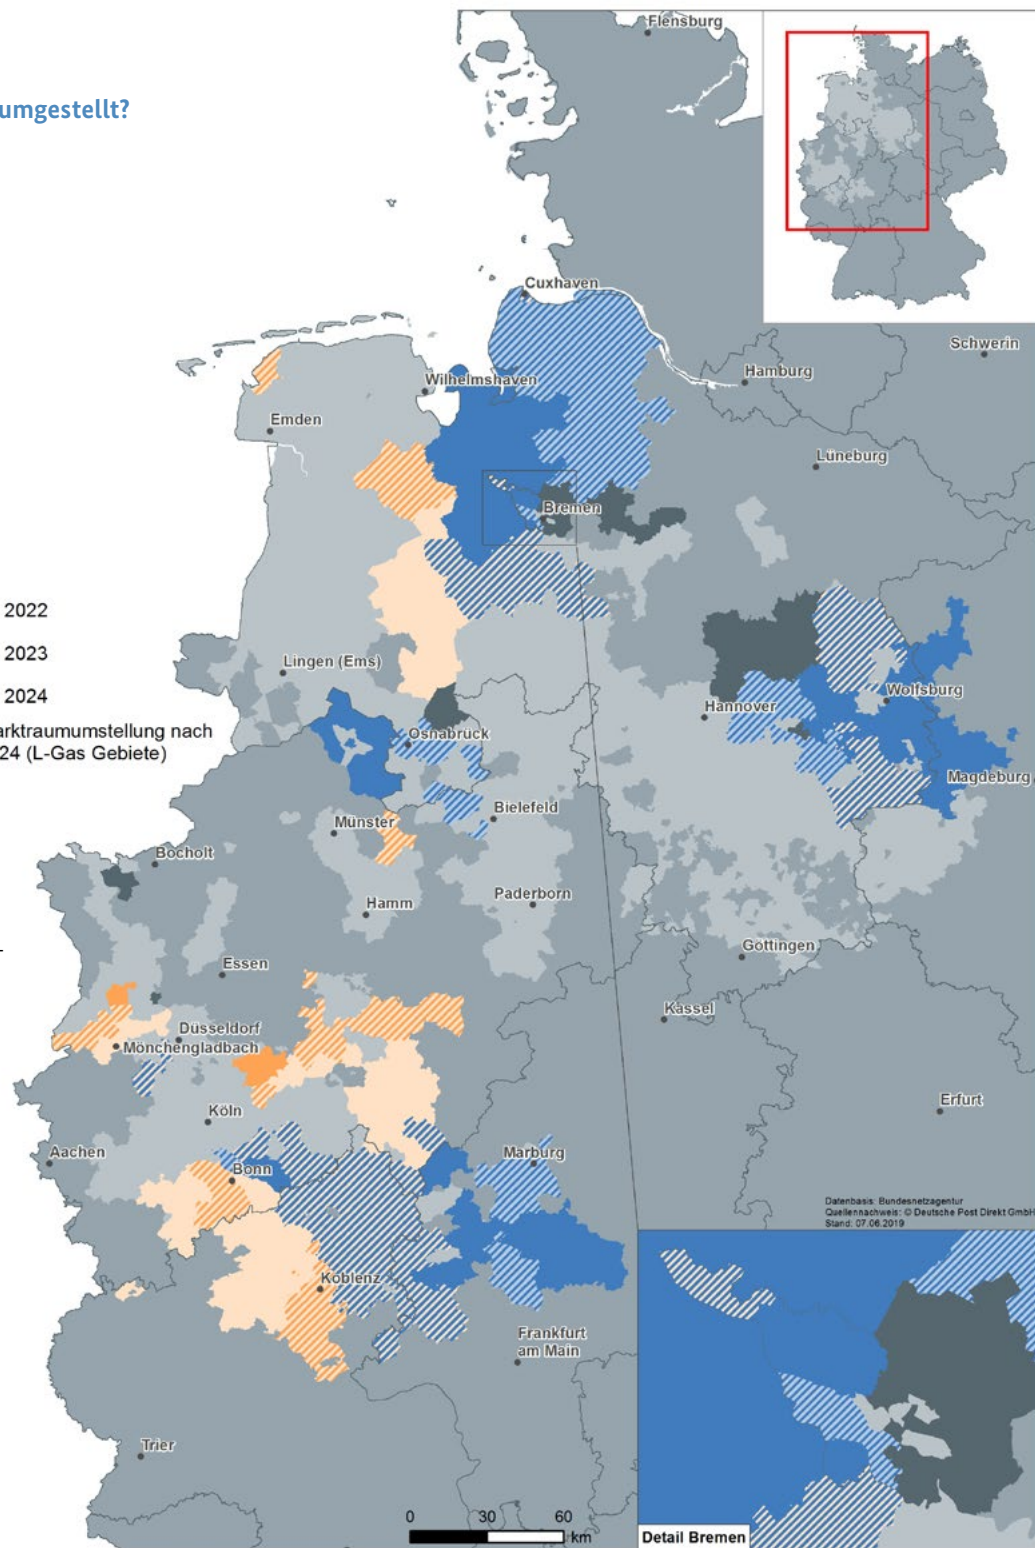 Flensburg
umgestellt?
Cuxhaven
Schwerin
Wilhelmshaven
Hamburg
Emden
Lüneburg
Bremen
2022
2023
Lingen (Ems)
2024
Wolfsburg
Hannover
arktraumumstellung nach
24 (L-Gas Gebiete)
Osnabrück
Magdeburg
Bielefeld
Münster
Bocholt
Paderborn
Hamm
Gottingen
Essen
Kassel
Düsseldorf
Mönchengladbach
Erfurt
Köln
Aachen
Marburg
Bonn
Datenbasis: Bundesnetzagentur
Quellennachweis: © Deutsche Post Direkt GmbH
Stand: 07.06.2019
Koblenz
Frankfurt
am Main
Trier
0 30 60
km
Detail Bremen